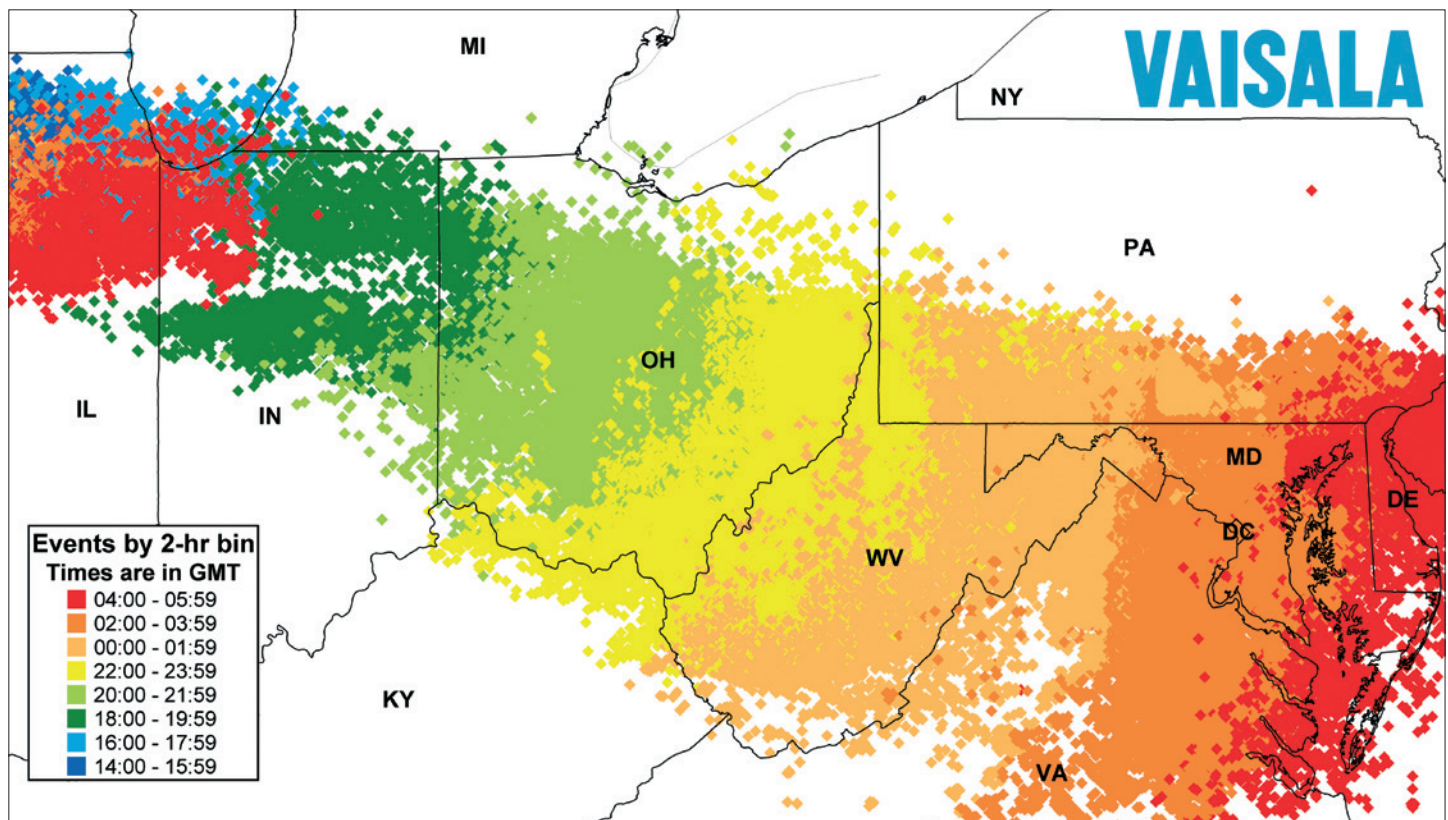 VAISALA
MI
NY
PA
OH
IL
IN
MD
DE
DC
WV
KY
VA
Events by 2-hr bin
Times are in GMT
04:00 - 05:59
02:00 - 03:59
00:00 - 01:59
22:00 - 23:59
20:00 - 21:59
18:00 - 19:59
16:00 - 17:59
14:00 - 15:59